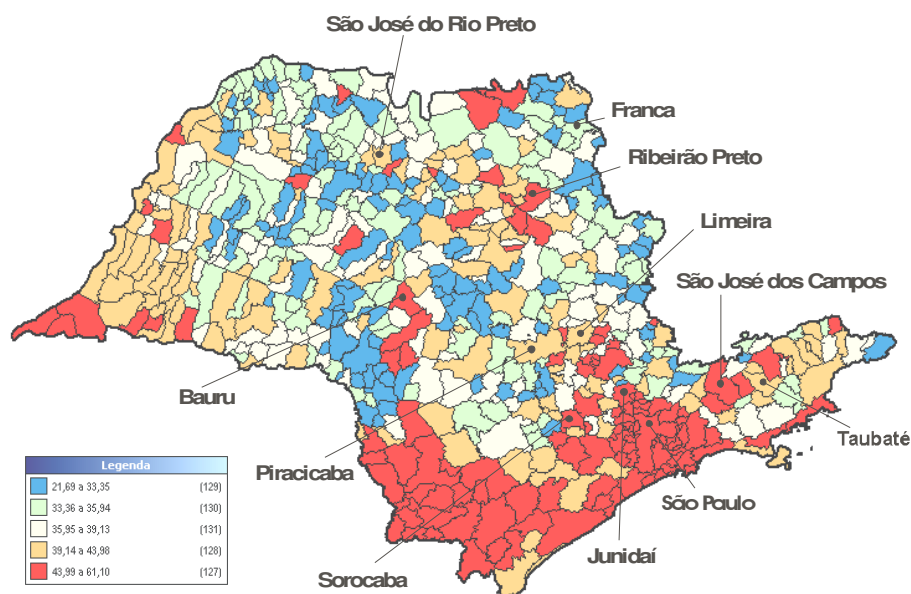 São José do Rio Preto
Franca
Ribeirão Preto
Limeira
São José dos Campos
Bauru
Taubaté
Piracicaba
São Paulo
Junidaí
Sorocaba
Legenda
21,69 a 33,35 (129)
33,36 a 35,94 (130)
35,95 a 39,13 (131)
39,14 a 43,98 (128)
43,99 a 61,10 (127)